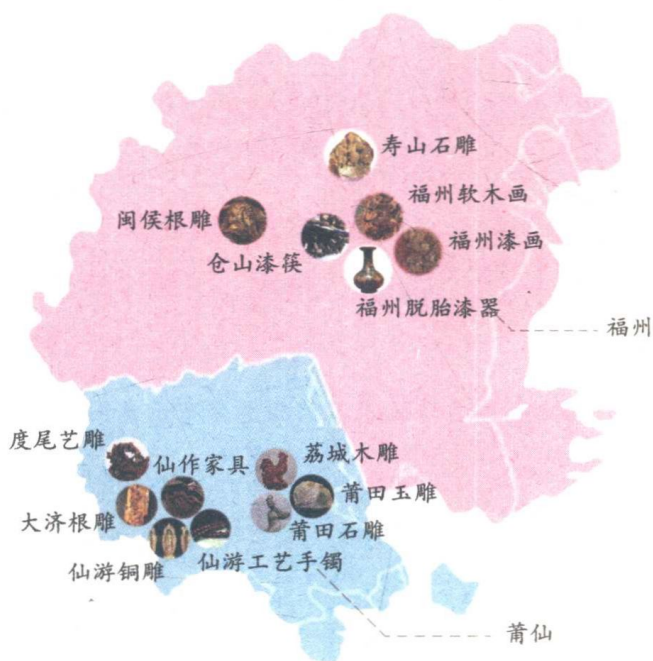 寿山石雕
福州软木画
闽侯根雕
福州漆画
仓山漆筷
福州脱胎漆器
福州
度尾艺雕
仙作家具
荔城木雕
莆田玉雕
大济根雕
莆田石雕
仙游铜雕
仙游工艺手镯
莆仙